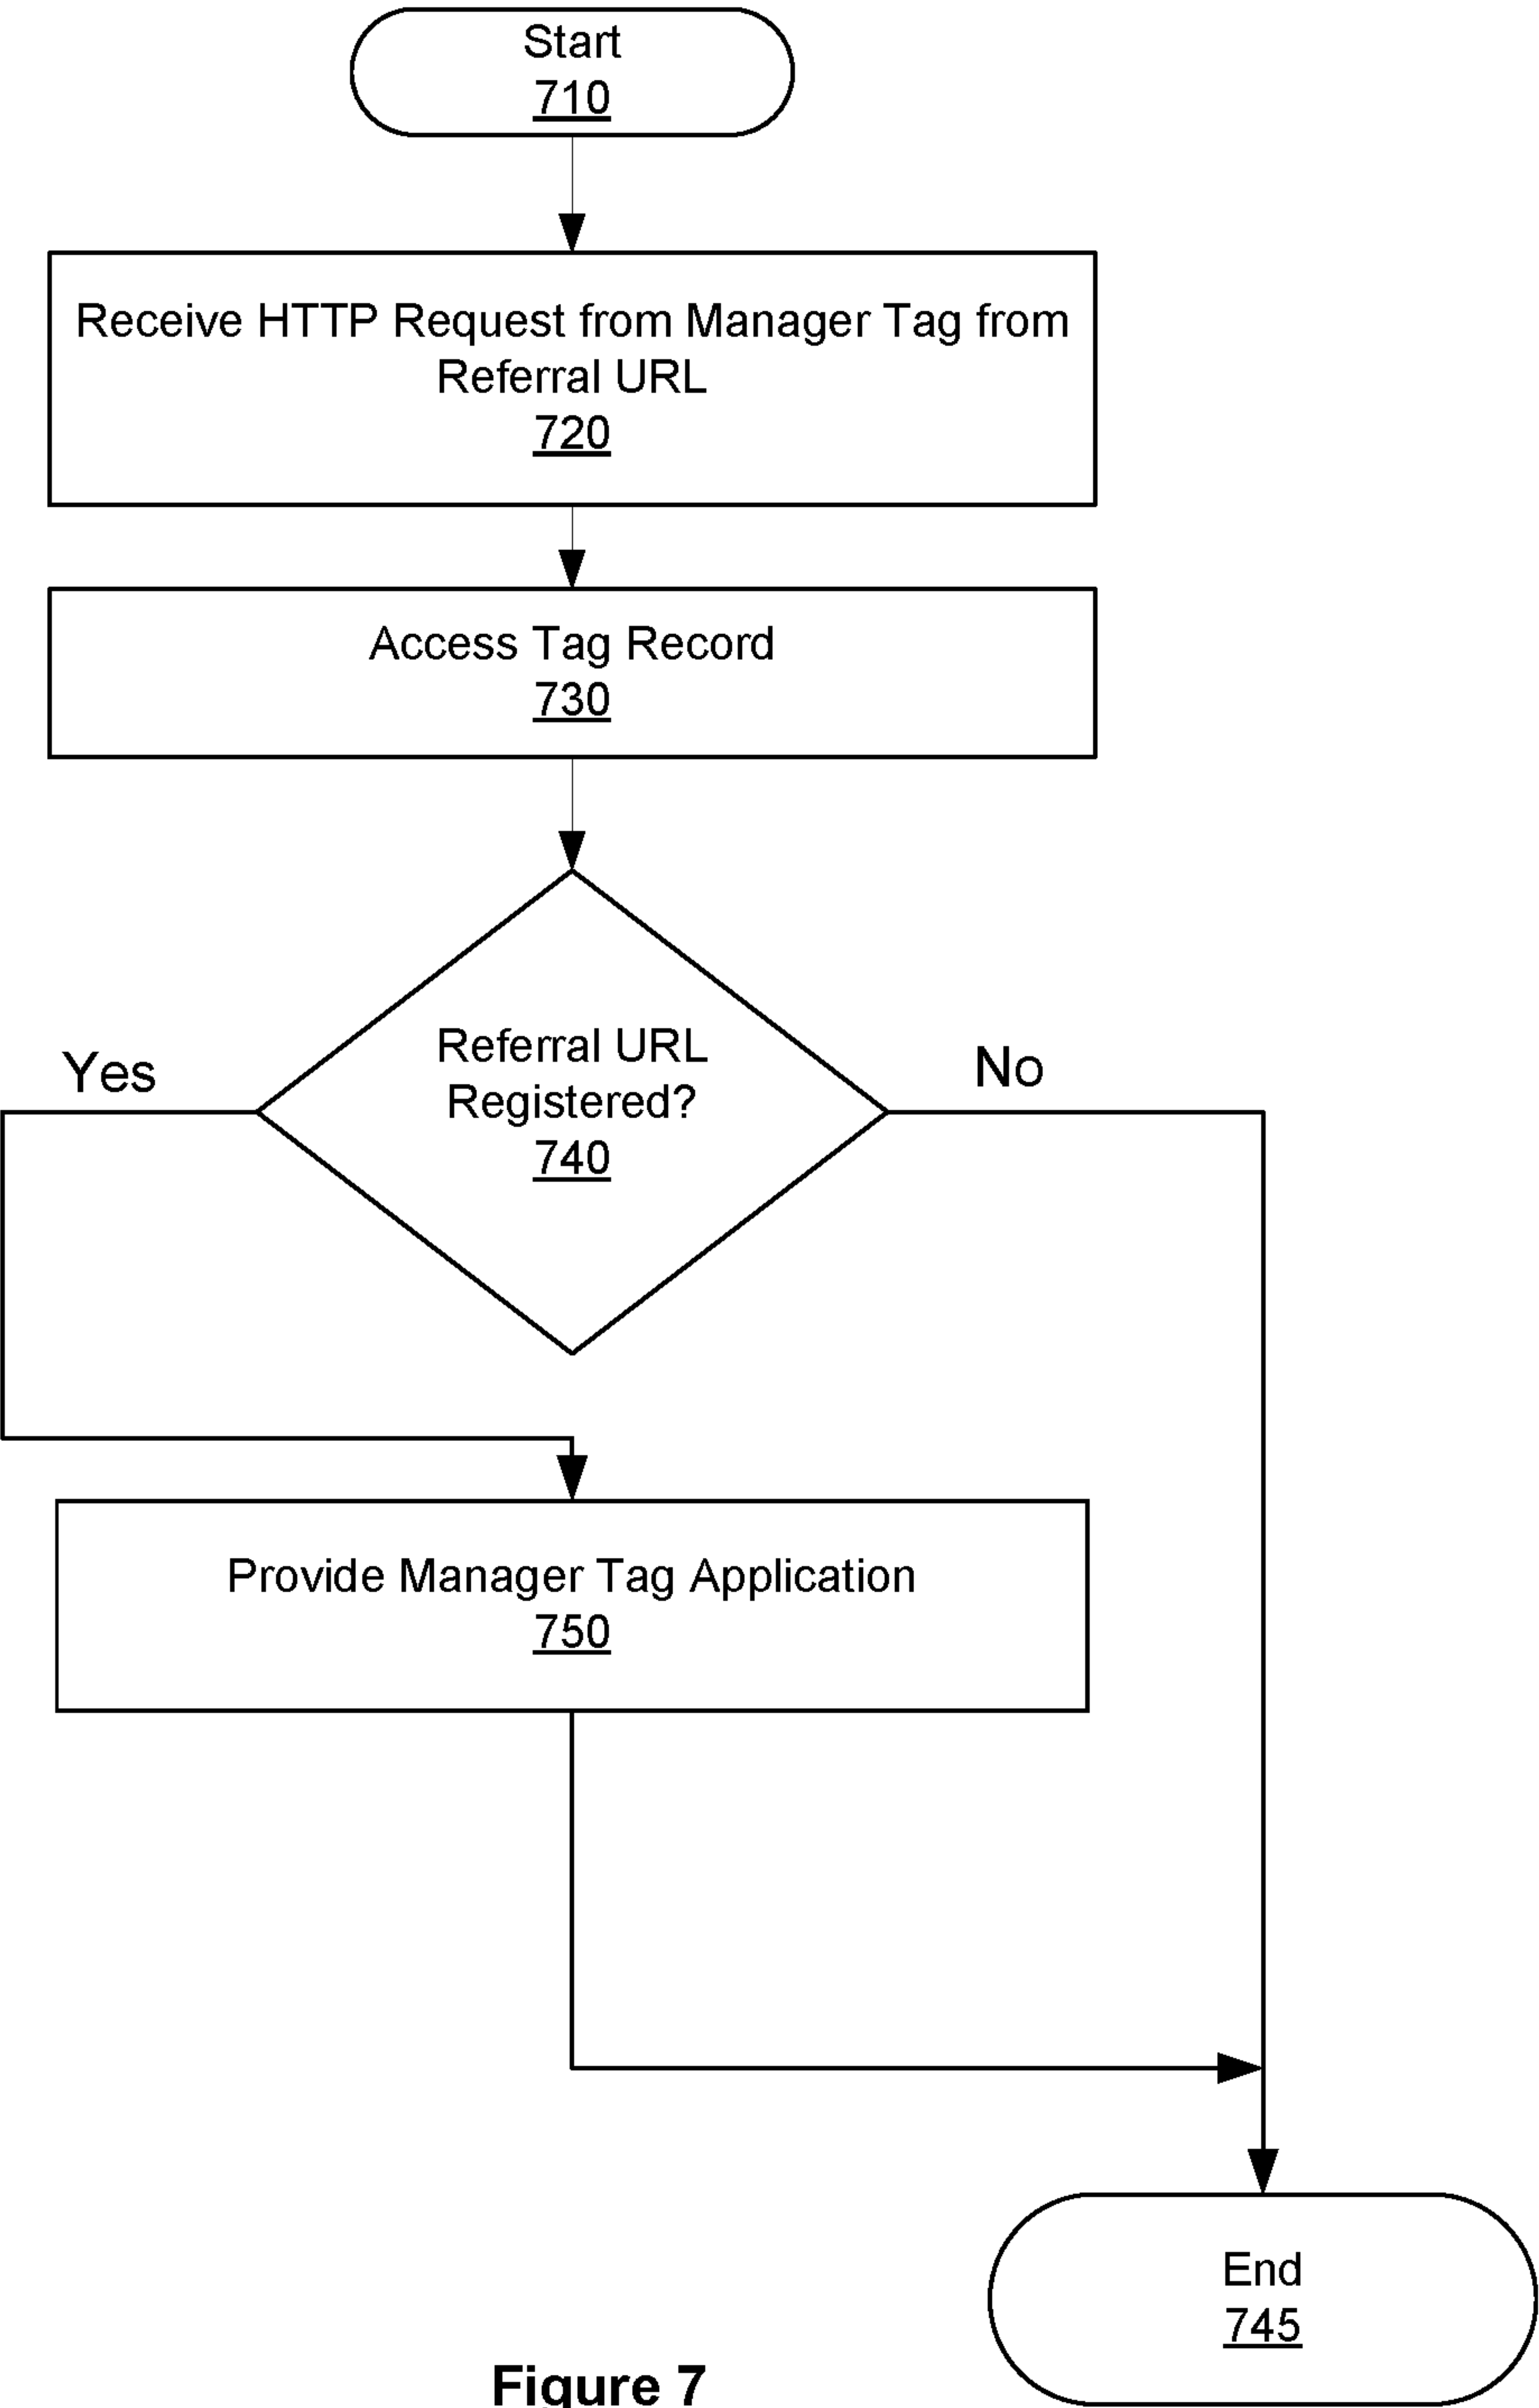 Start
710
Receive HTTP Request from Manager Tag from
Referral URL
720
Access Tag Record
730
Referral URL
Registered?
740
Yes
No
Provide Manager Tag Application
750
End
745
Figure 7